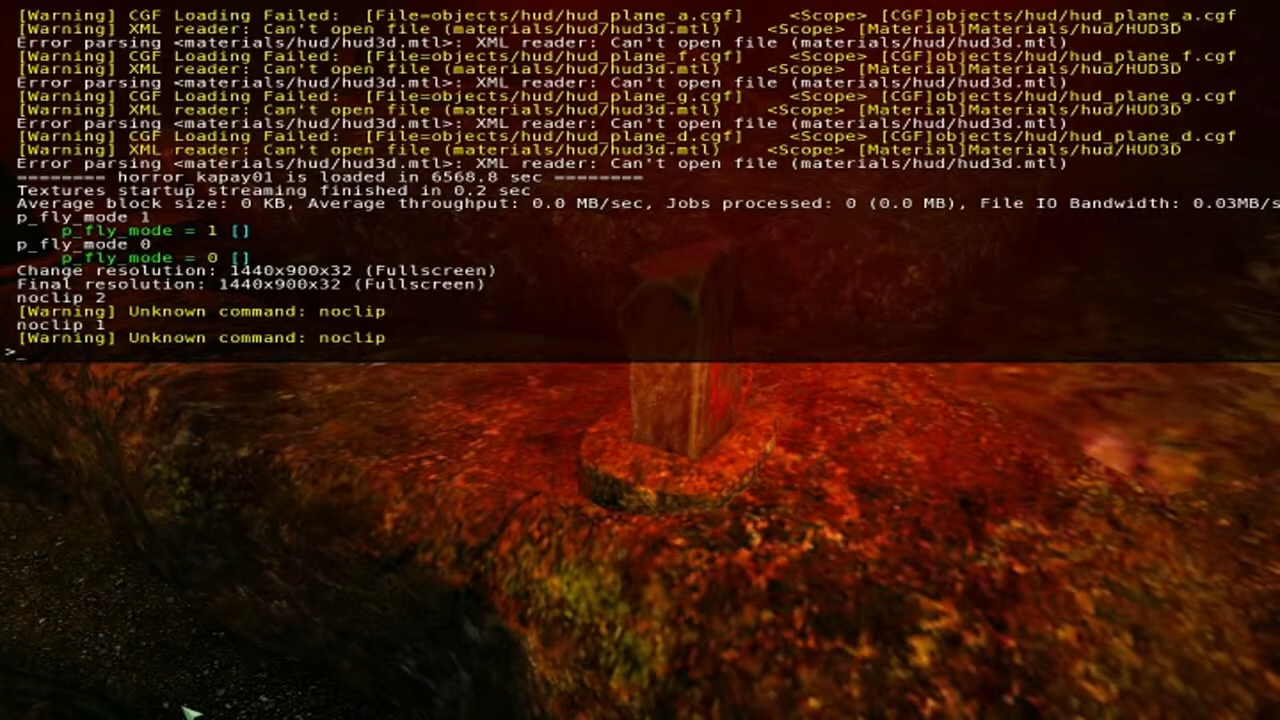 [Warning] CGF Loading Failed:  [File=objects/hud/hud_plane_a.cgf]    <Scope> [CGF]objects/hud/hud_plane_a.cgf
[Warning] XML reader: Can't open file (materials/hud/hud3d.mtl)    <Scope> [Material]Materials/hud/HUD3D
Error parsing <materials/hud/hud3d.mtl>: XML reader: Can't open file (materials/hud/hud3d.mtl)
[Warning] CGF Loading Failed:  [File=objects/hud/hud_plane_f.cgf]    <Scope> [CGF]objects/hud/hud_plane_f.cgf
[Warning] XML reader: Can't open file (materials/hud/hud3d.mtl)    <Scope> [Material]Materials/hud/HUD3D
Error parsing <materials/hud/hud3d.mtl>: XML reader: Can't open file (materials/hud/hud3d.mtl)
[Warning] CGF Loading Failed:  [File=objects/hud/hud_plane_g.cgf]    <Scope> [CGF]objects/hud/hud_plane_g.cgf
[Warning] XML reader: Can't open file (materials/hud/hud3d.mtl)    <Scope> [Material]Materials/hud/HUD3D
Error parsing <materials/hud/hud3d.mtl>: XML reader: Can't open file (materials/hud/hud3d.mtl)
[Warning] CGF Loading Failed:  [File=objects/hud/hud_plane_d.cgf]    <Scope> [CGF]objects/hud/hud_plane_d.cgf
[Warning] XML reader: Can't open file (materials/hud/hud3d.mtl)    <Scope> [Material]Materials/hud/HUD3D
Error parsing <materials/hud/hud3d.mtl>: XML reader: Can't open file (materials/hud/hud3d.mtl)
======== horror_kapay01 is loaded in 6568.8 sec ========
Textures startup streaming finished in 0.2 sec
Average block size: 0 KB, Average throughput: 0.0 MB/sec, Jobs processed: 0 (0.0 MB), File IO Bandwidth: 0.03MB/s
p_fly_mode 1
    p_fly_mode = 1 []
p_fly_mode 0
    p_fly_mode = 0 []
Change resolution: 1440x900x32 (Fullscreen)
Final resolution: 1440x900x32 (Fullscreen)
noclip 2
[Warning] Unknown command: noclip
noclip 1
[Warning] Unknown command: noclip
>_